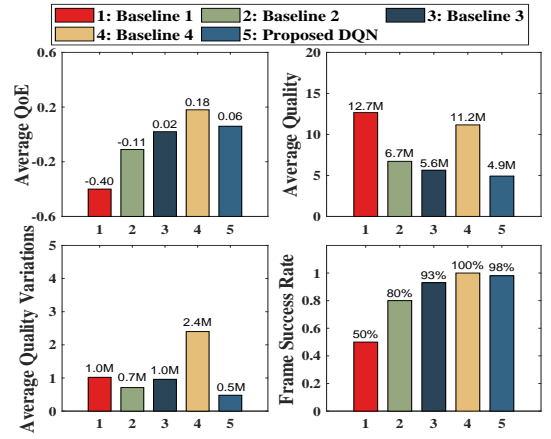 1: Baseline 1 2: Baseline 2 3: Baseline 3
4: Baseline 4 5: Proposed DQN
Average QoE
0.6
0.2
-0.2
-0.6
-0.40
-0.11
0.02
0.18
0.06
1 2 3 4 5
Average Quality
20
15
10
5
0
12.7M
6.7M
5.6M
11.2M
4.9M
1 2 3 4 5
Average Quality Variations
5
4
3
2
1
0
1.0M
0.7M
1.0M
2.4M
0.5M
1 2 3 4 5
Frame Success Rate
1
0.8
0.6
0.4
0.2
0
50%
80%
93%
100%
98%
1 2 3 4 5